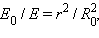 E₀ / E = r² / R₀²,